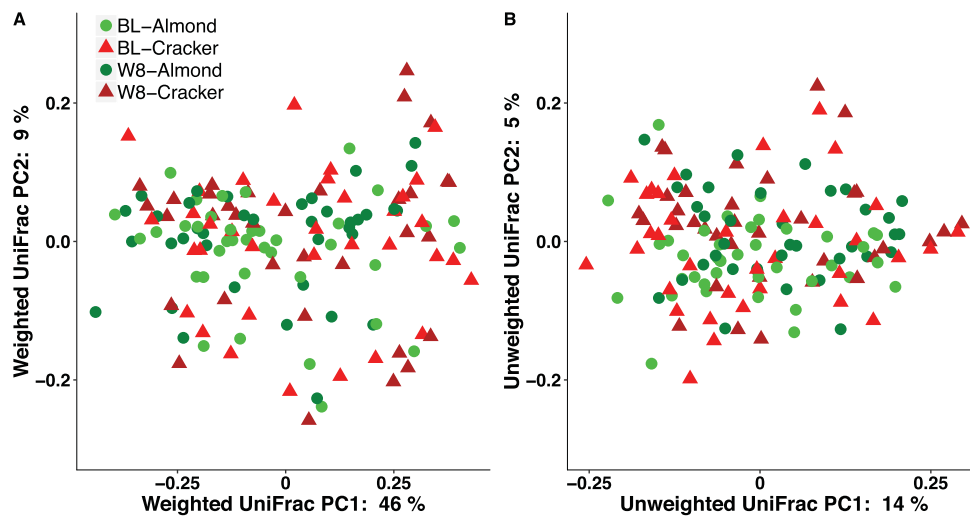 A
BL−Almond
BL−Cracker
W8−Almond
W8−Cracker
0.2
0.0
−0.2
Weighted UniFrac PC2:  9 %
−0.25
0
0.25
Weighted UniFrac PC1:  46 %
B
0.2
0.0
−0.2
Unweighted UniFrac PC2:  5 %
−0.25
0
0.25
Unweighted UniFrac PC1:  14 %